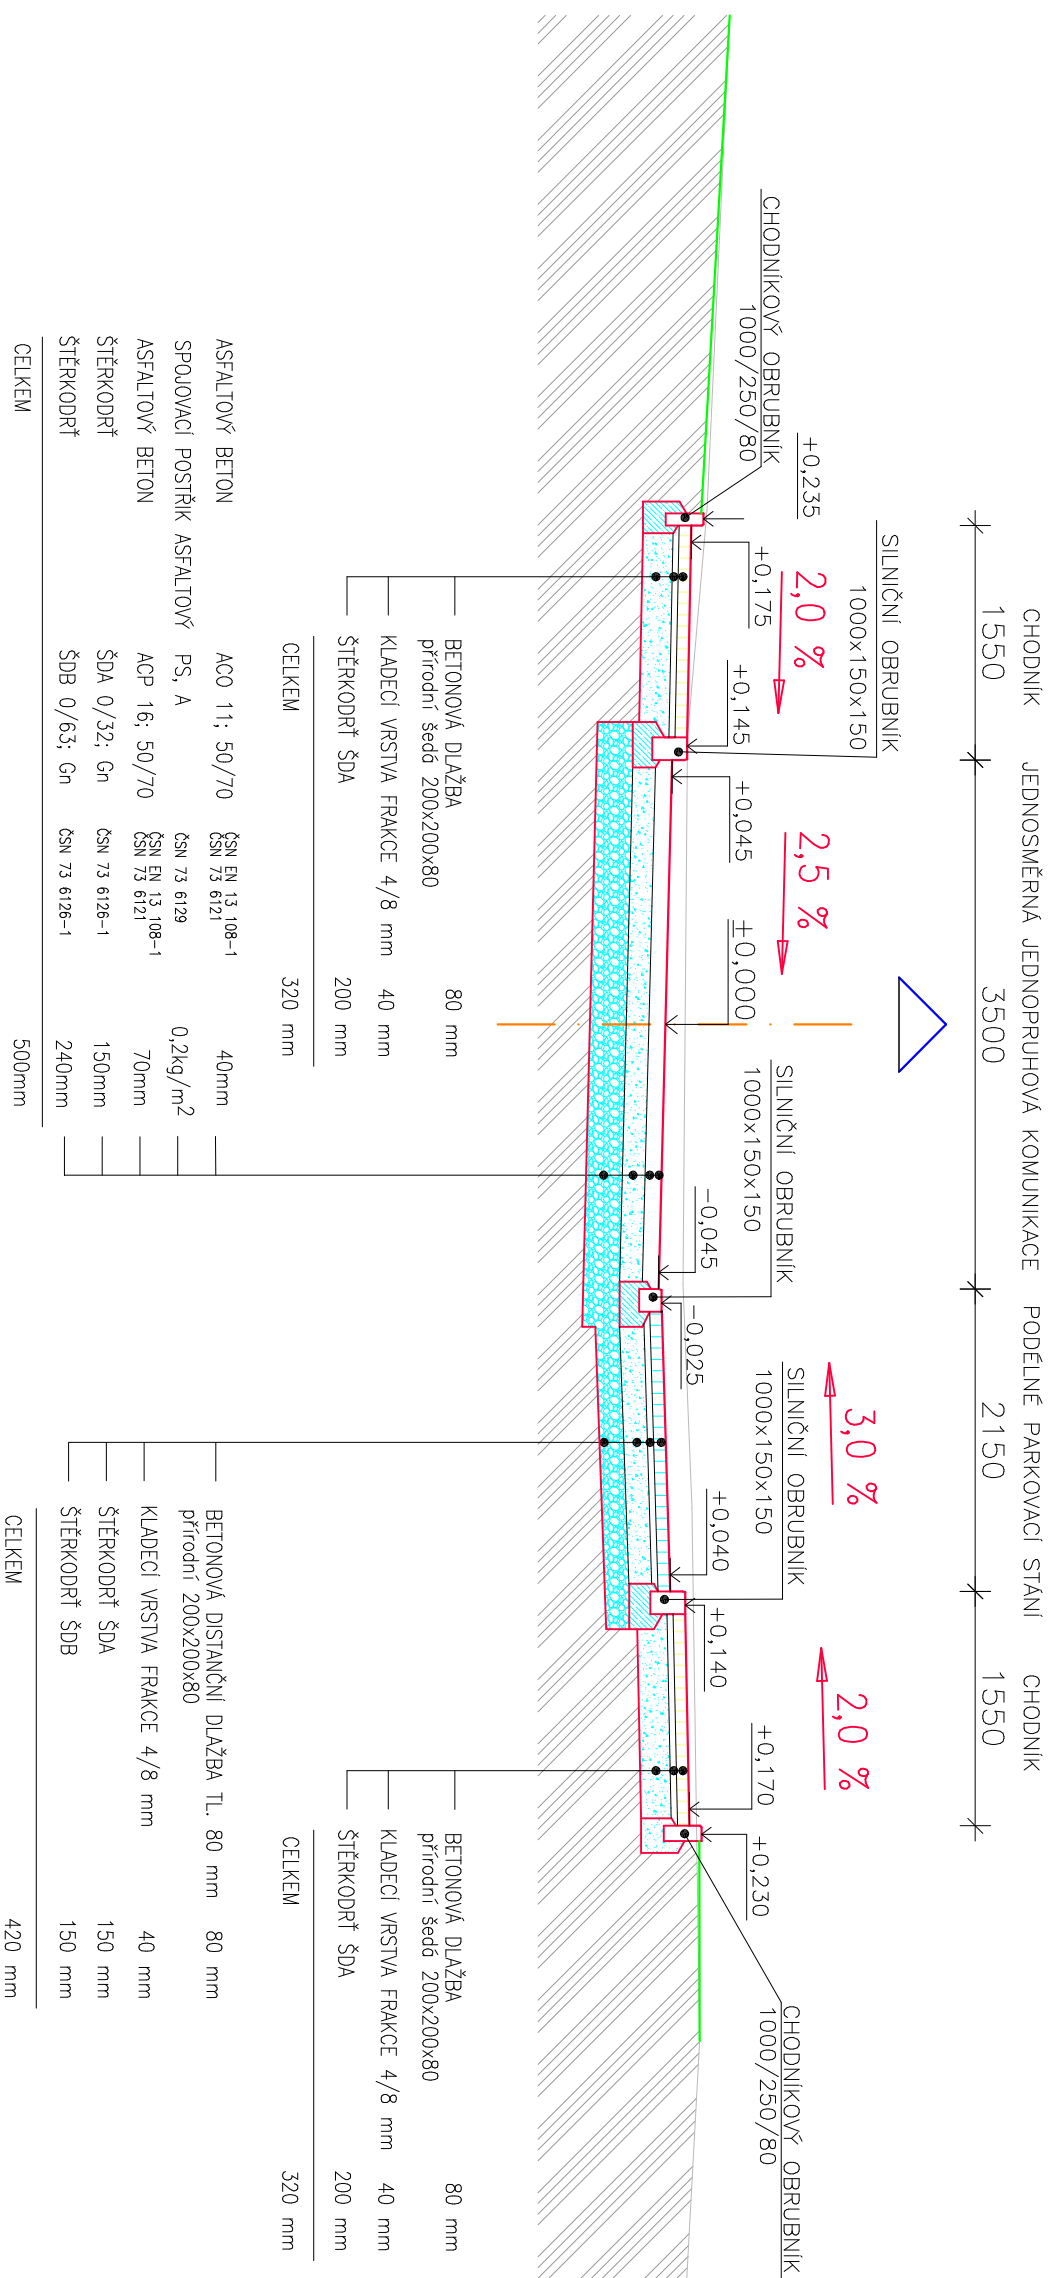 CHODNÍK
JEDNOSMĚRNÁ JEDNOPRUHOVÁ KOMUNIKACE
PODÉLNÉ PARKOVACÍ STÁNÍ
CHODNÍK
1550
3500
2150
1550
SILNIČNÍ OBRUBNÍK
1000x150x150
CHODNÍKOVÝ OBRUBNÍK
1000/250/80
+0,235
+0,175
2,0 %
+0,145
+0,045
2,5 %
±0,000
SILNIČNÍ OBRUBNÍK
1000x150x150
-0,045
-0,025
SILNIČNÍ OBRUBNÍK
1000x150x150
3,0 %
+0,040
+0,140
2,0 %
+0,170
+0,230
CHODNÍKOVÝ OBRUBNÍK
1000/250/80
BETONOVÁ DLAŽBA 80 mm
přírodní šedá 200x200x80
KLADECÍ VRSTVA FRAKCE 4/8 mm 40 mm
ŠTĚRKODRŤ ŠDA 200 mm
CELKEM 320 mm
ASFALTOVÝ BETON ACO 11; 50/70 ČSN EN 13 108-1 40mm
ČSN 73 6121
SPOJOVACÍ POSTŘIK ASFALTOVÝ PS, A ČSN 73 6129 0,2kg/m2
ASFALTOVÝ BETON ACP 16; 50/70 ČSN EN 13 108-1 70mm
ČSN 73 6121
ŠTĚRKODRŤ ŠDA 0/32; Gn ČSN 73 6126-1 150mm
ŠTĚRKODRŤ ŠDB 0/63; Gn ČSN 73 6126-1 240mm
CELKEM 500mm
BETONOVÁ DISTANČNÍ DLAŽBA TL. 80 mm 80 mm
přírodní 200x200x80
KLADECÍ VRSTVA FRAKCE 4/8 mm 40 mm
ŠTĚRKODRŤ ŠDA 150 mm
ŠTĚRKODRŤ ŠDB 150 mm
CELKEM 420 mm
BETONOVÁ DLAŽBA 80 mm
přírodní šedá 200x200x80
KLADECÍ VRSTVA FRAKCE 4/8 mm 40 mm
ŠTĚRKODRŤ ŠDA 200 mm
CELKEM 320 mm